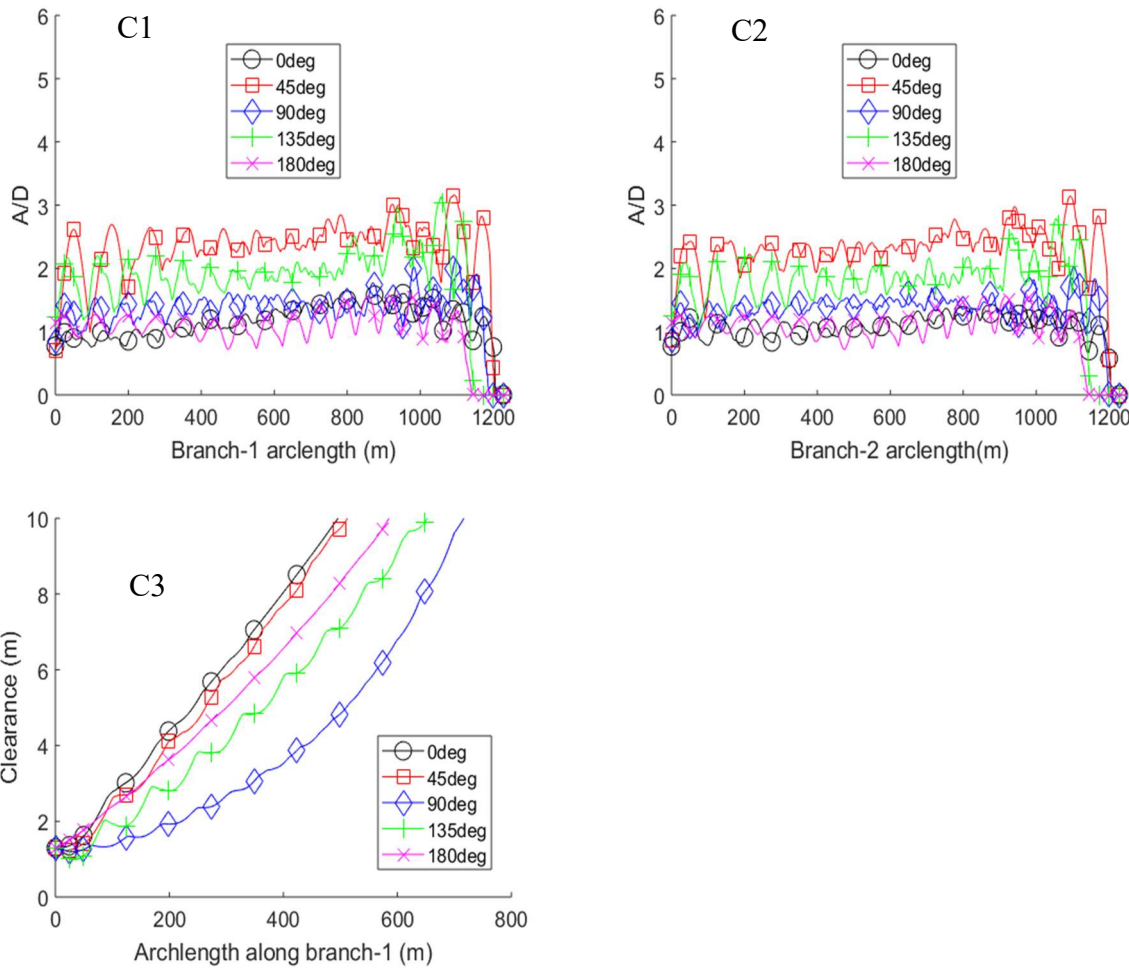 C1
6
5
4
3
2
1
0
A/D
0deg
45deg
90deg
135deg
180deg
0 200 400 600 800 1000 1200
Branch-1 arclength (m)
C2
6
5
4
3
2
1
0
A/D
0deg
45deg
90deg
135deg
180deg
0 200 400 600 800 1000 1200
Branch-2 arclength(m)
C3
10
8
6
4
2
0
Clearance (m)
0deg
45deg
90deg
135deg
180deg
0 200 400 600 800
Archlength along branch-1 (m)